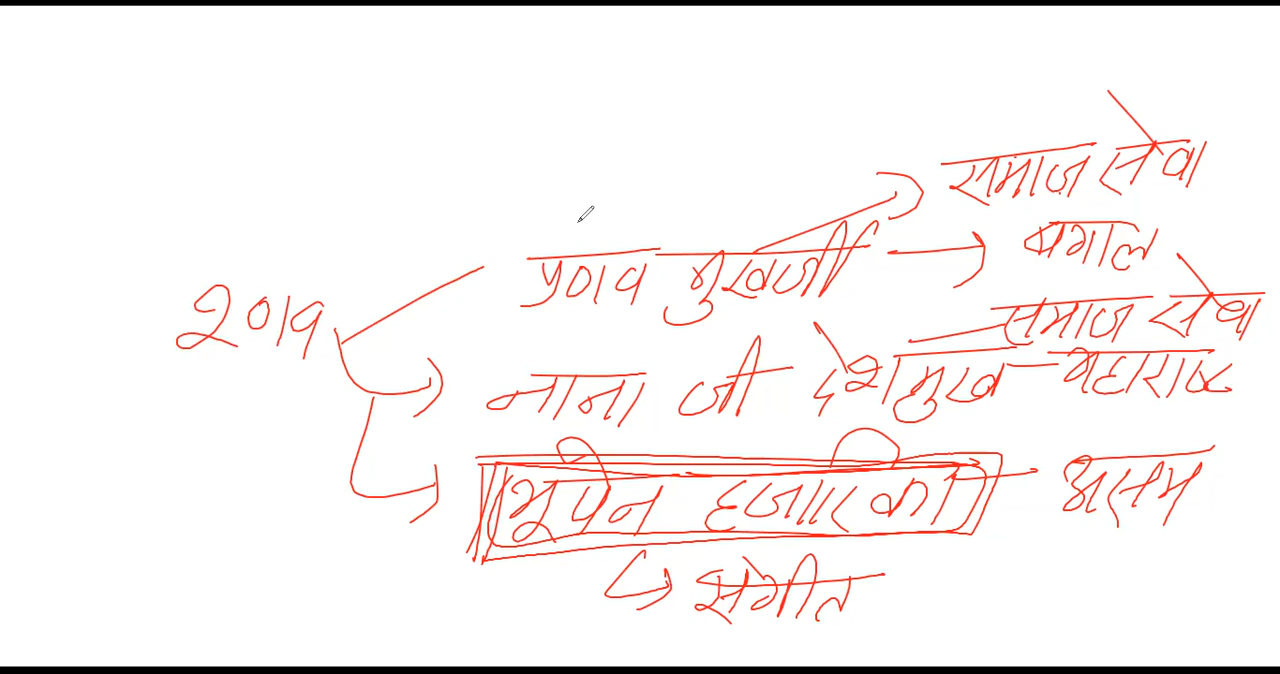 समाज सेवा
प्रणव मुखर्जी → बंगाल
2019
समाज सेवा
नाना जी देशमुख - महाराष्ट्र
भूपेन हजारिका - असम
संगीत